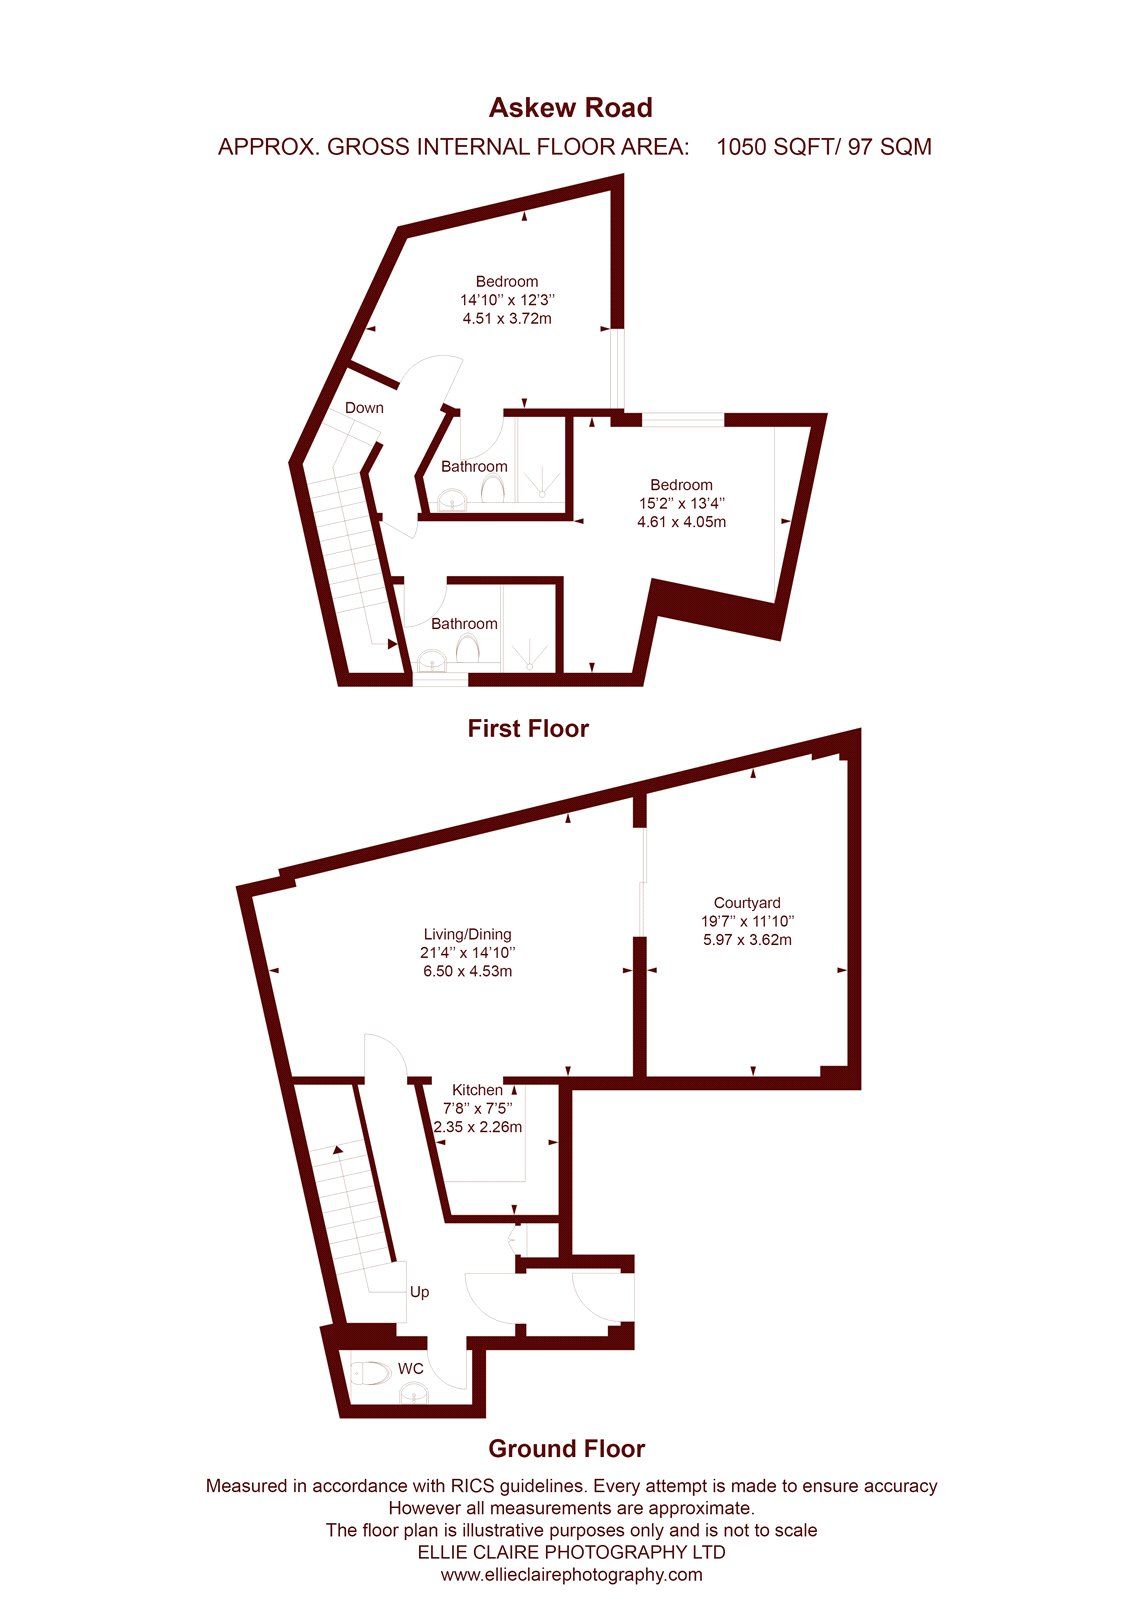 Askew Road
APPROX. GROSS INTERNAL FLOOR AREA: 1050 SQFT/ 97 SQM
Bedroom
14'10'' x 12'3''
4.51 x 3.72m
Down
Bathroom
Bedroom
15'2'' x 13'4''
4.61 x 4.05m
Bathroom
First Floor
Courtyard
19'7'' x 11'10''
5.97 x 3.62m
Living/Dining
21'4'' x 14'10''
6.50 x 4.53m
Kitchen
7'8'' x 7'5''
2.35 x 2.26m
Up
WC
Ground Floor
Measured in accordance with RICS guidelines. Every attempt is made to ensure accuracy
However all measurements are approximate.
The floor plan is illustrative purposes only and is not to scale
ELLIE CLAIRE PHOTOGRAPHY LTD
www.ellieclairephotography.com